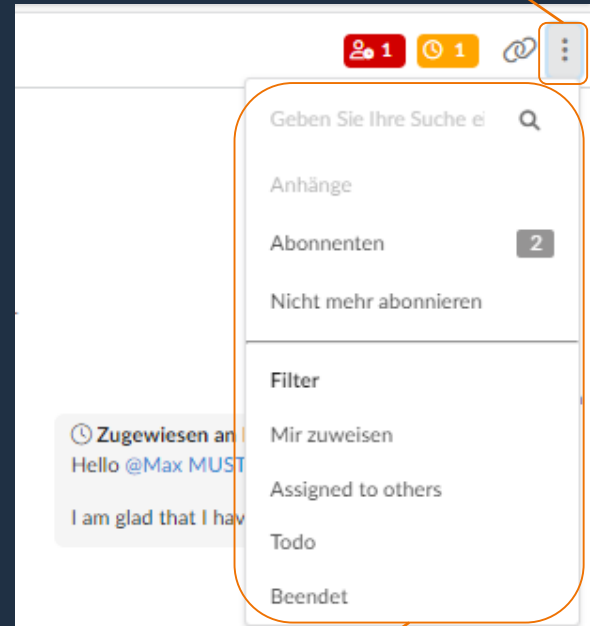 1
1
Geben Sie Ihre Suche ei
Anhänge
Abonnenten
2
Nicht mehr abonnieren
Filter
Mir zuweisen
Assigned to others
Todo
Beendet
Zugewiesen an
Hello @Max MUST
I am glad that I hav